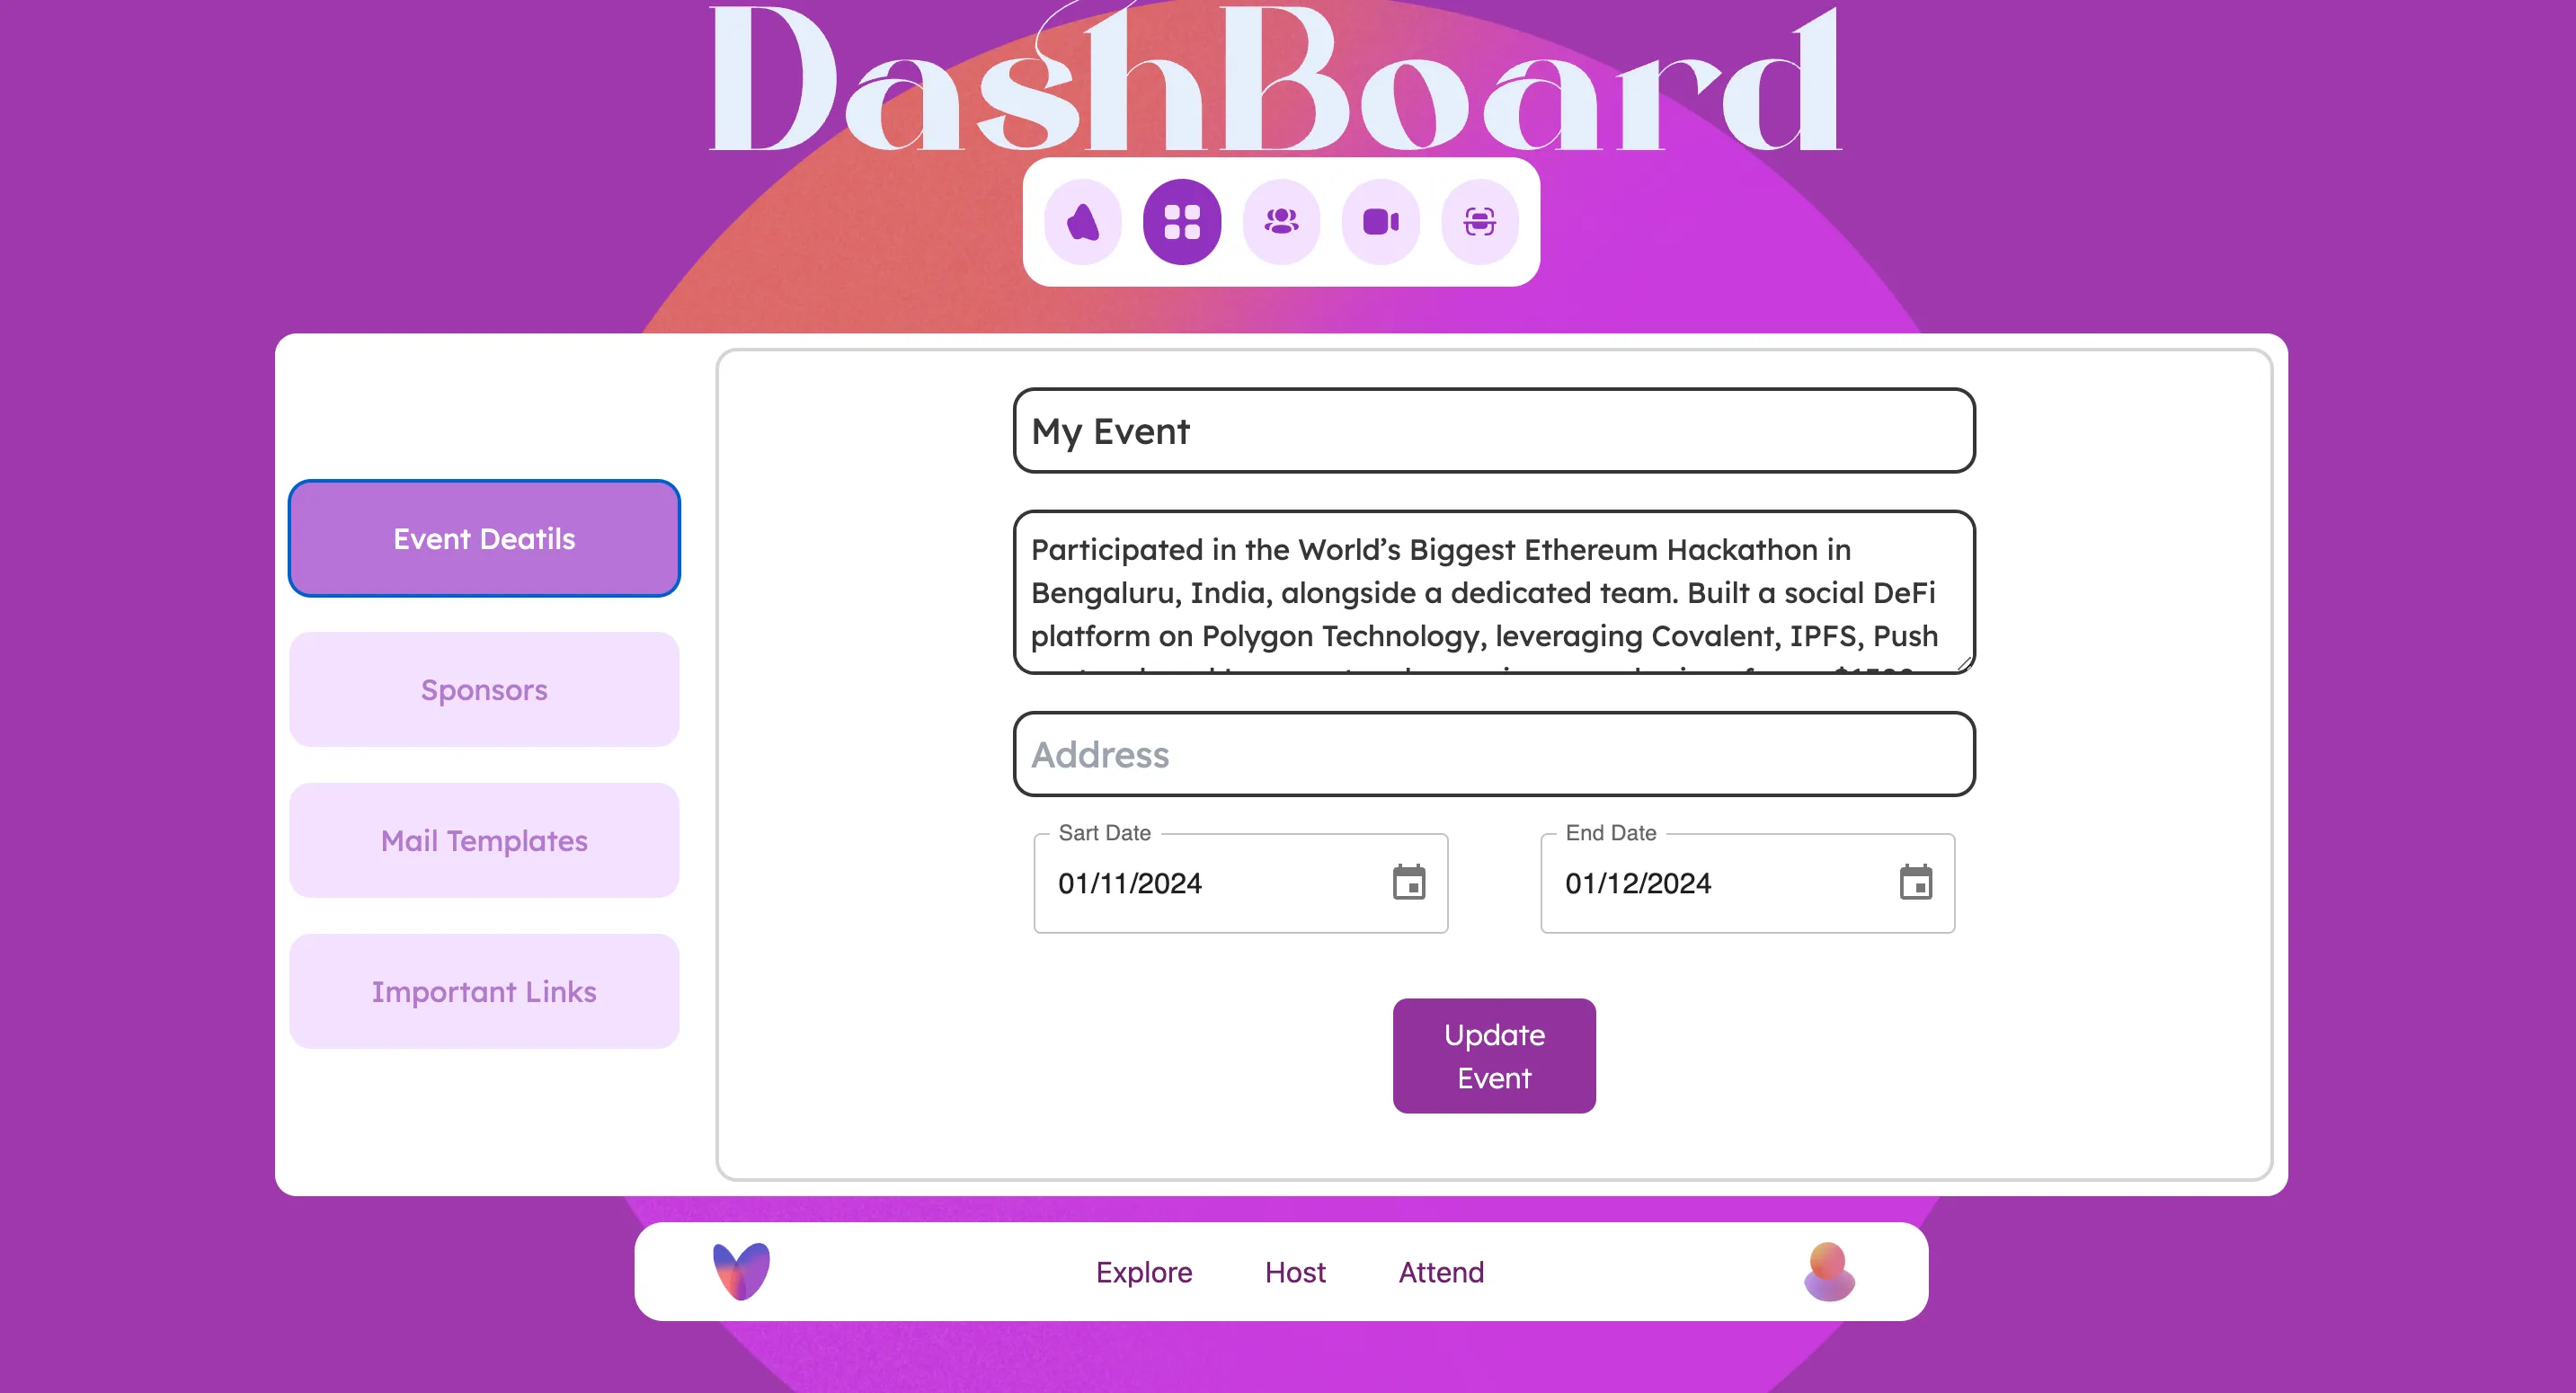 DashBoard
Event Deatils
Sponsors
Mail Templates
Important Links
My Event
Participated in the World’s Biggest Ethereum Hackathon in
Bengaluru, India, alongside a dedicated team. Built a social DeFi
platform on Polygon Technology, leveraging Covalent, IPFS, Push
Address
Sart Date
01/11/2024
End Date
01/12/2024
Update
Event
Explore
Host
Attend